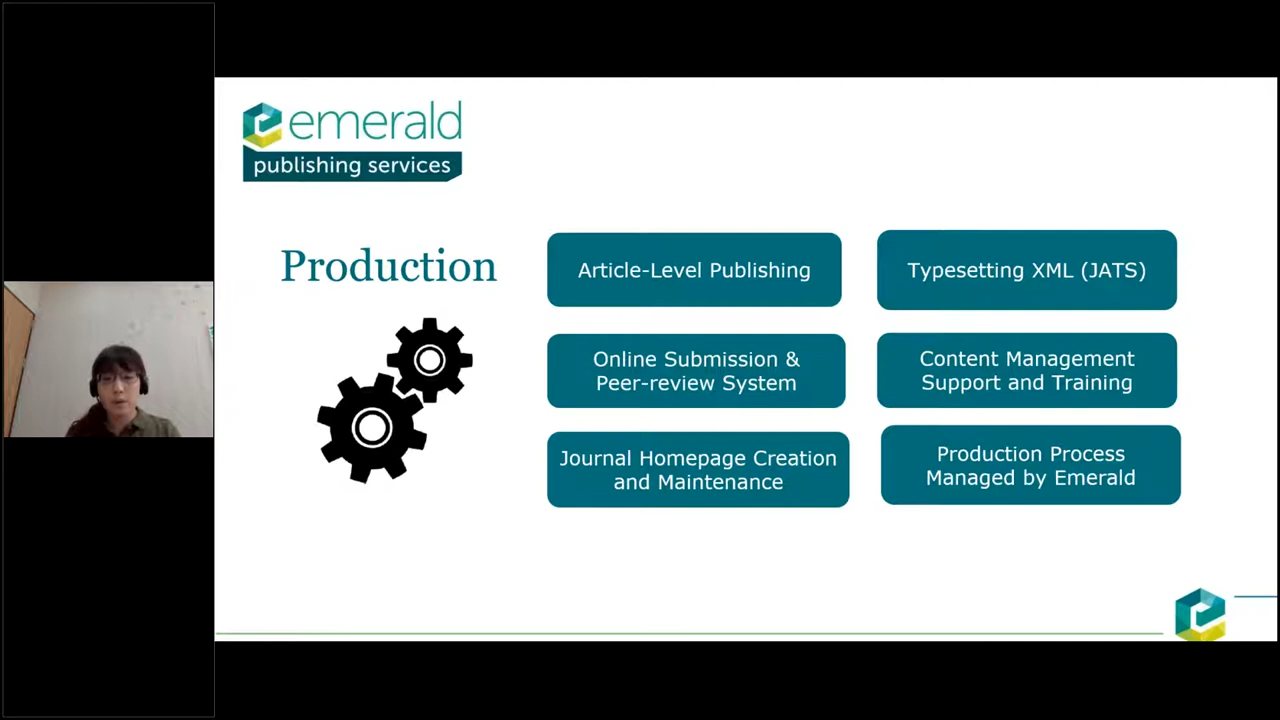 emerald
publishing services
Production
Article-Level Publishing
Typesetting XML (JATS)
Online Submission &
Peer-review System
Content Management
Support and Training
Journal Homepage Creation
and Maintenance
Production Process
Managed by Emerald